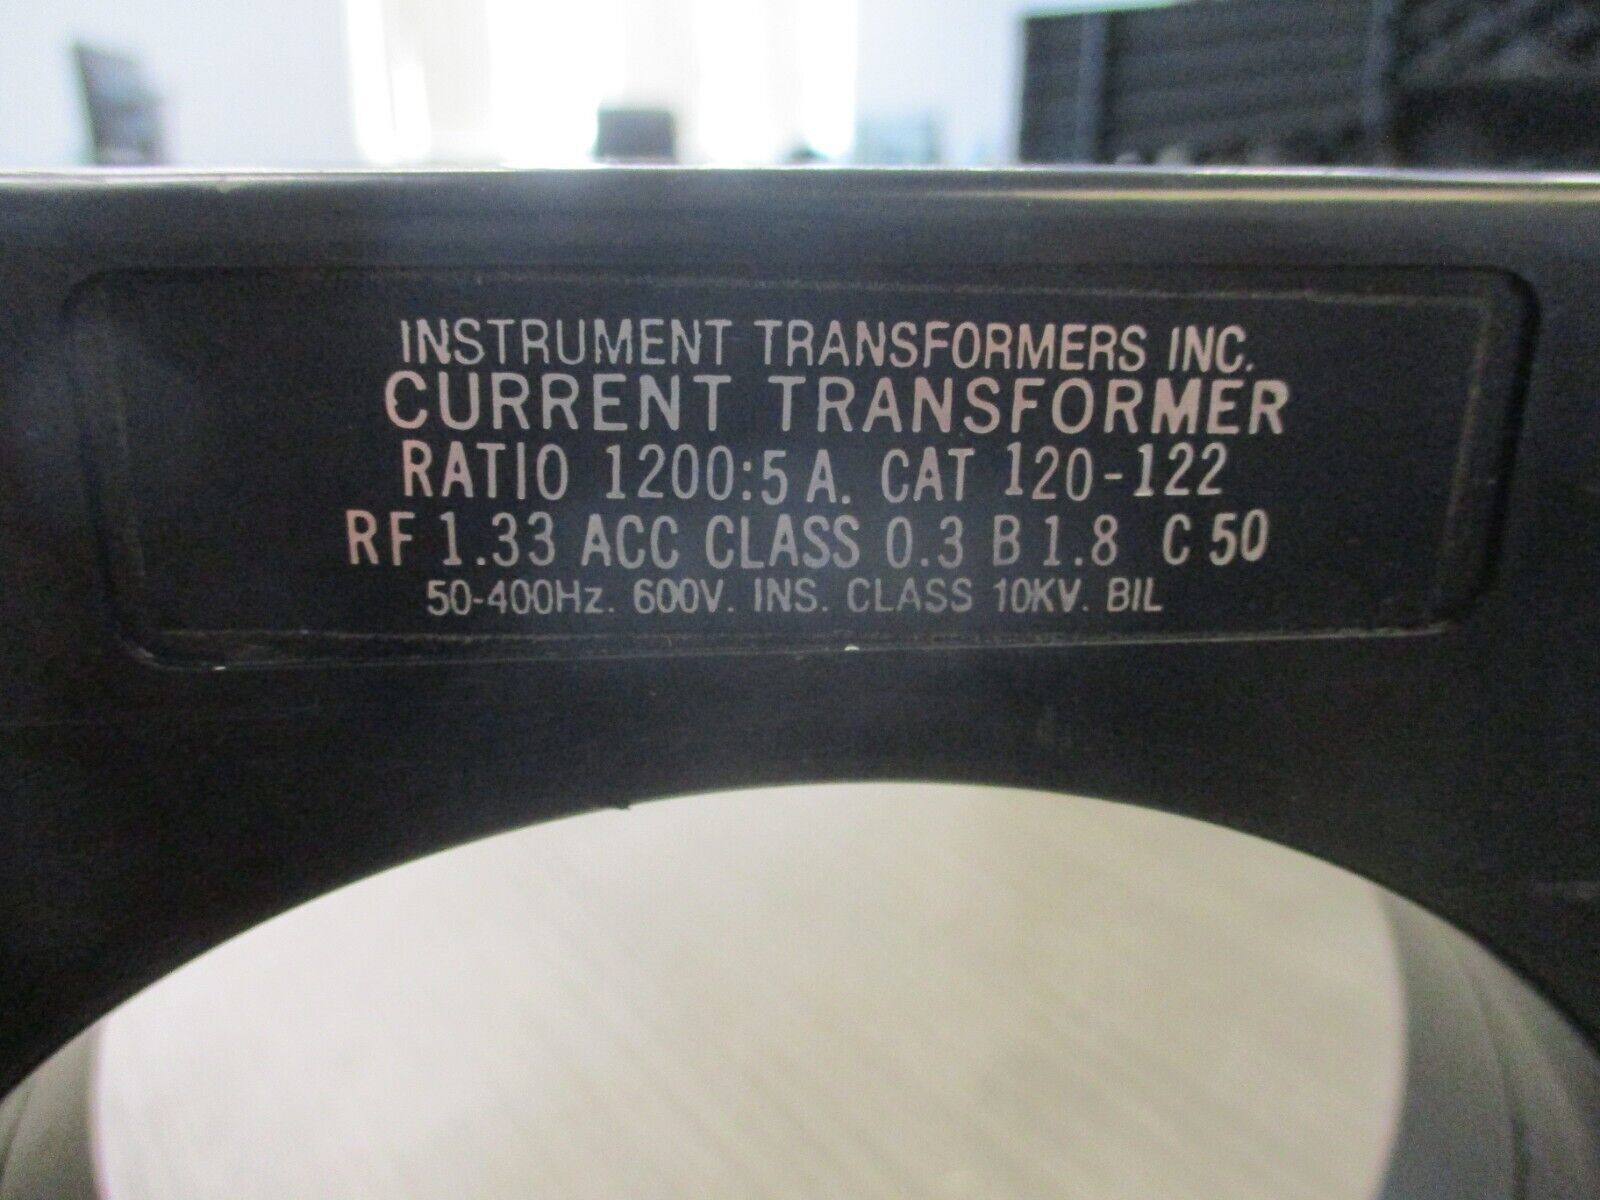 INSTRUMENT TRANSFORMERS INC.
CURRENT TRANSFORMER
RATIO 1200:5 A. CAT 120-122
RF 1.33 ACC CLASS 0.3 B 1.8 C 50
50-400Hz. 600V. INS. CLASS 10KV. BIL